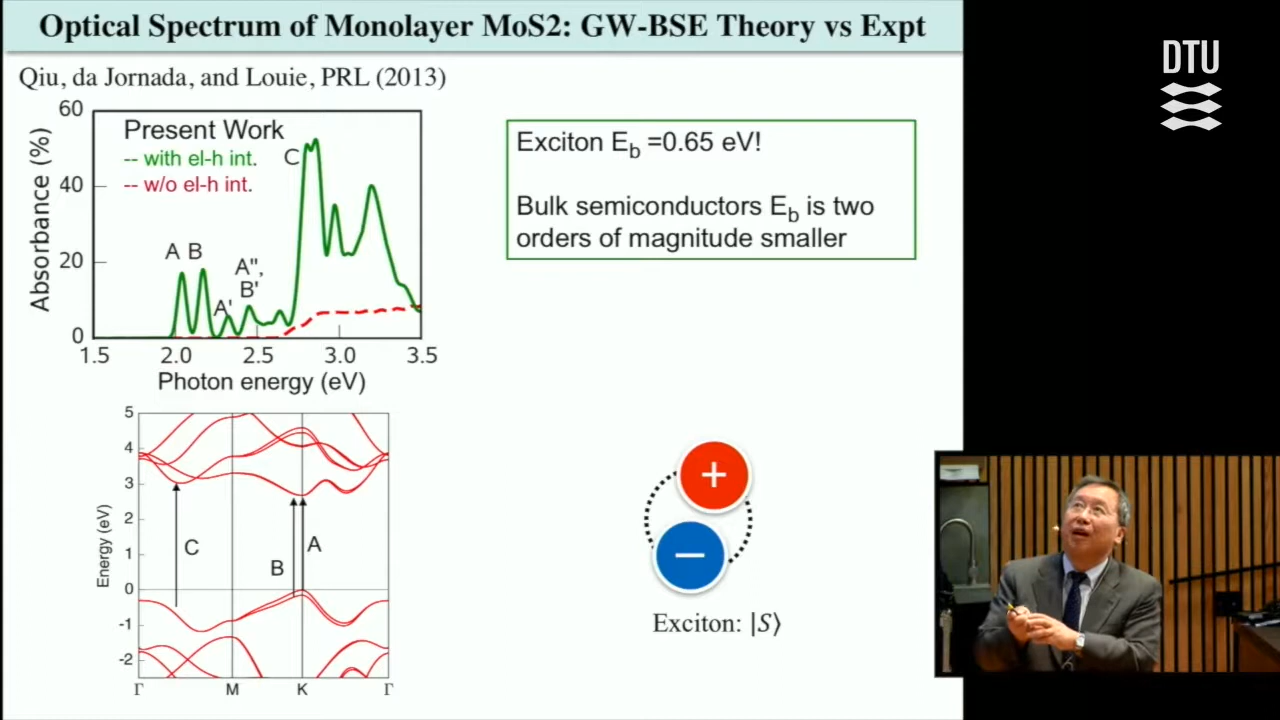 Optical Spectrum of Monolayer MoS2: GW-BSE Theory vs Expt
DTU
Qiu, da Jornada, and Louie, PRL (2013)
Absorbance (%)
60
40
20
0
Present Work
-- with el-h int.
-- w/o el-h int.
C
A B
A'
A'',
B'
1.5 2.0 2.5 3.0 3.5
Photon energy (eV)
Exciton Eb =0.65 eV!
Bulk semiconductors Eb is two
orders of magnitude smaller
Energy (eV)
5
4
3
2
1
0
-1
-2
C
B
A
Γ M K Γ
+
−
Exciton: |S⟩